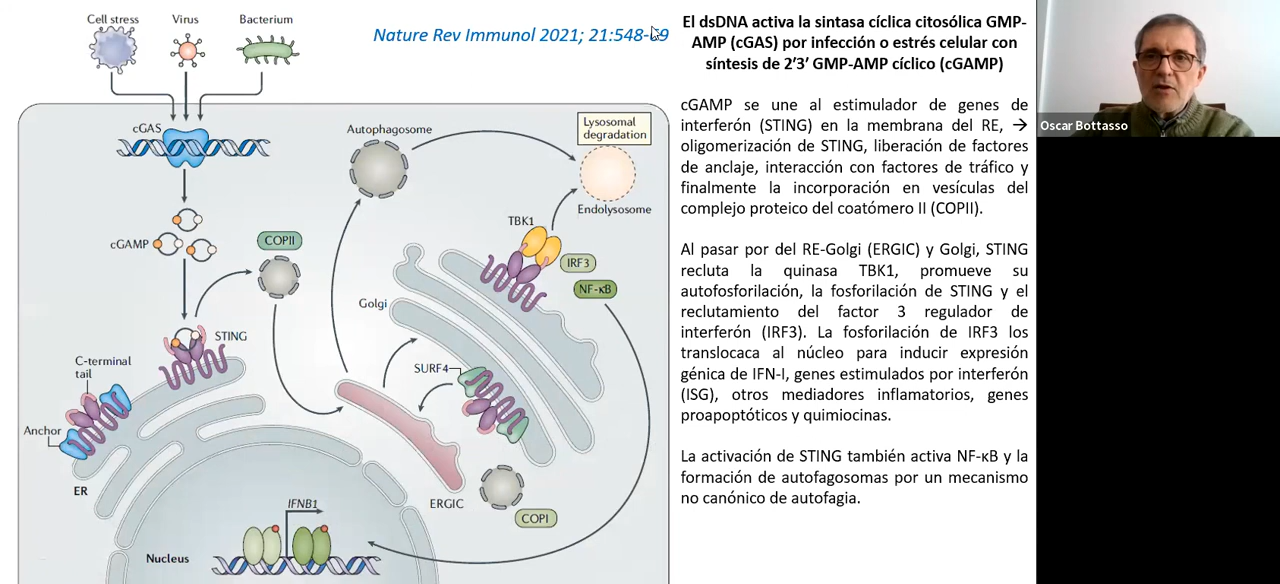 Cell stress
Virus
Bacterium
Nature Rev Immunol 2021; 21:548-69
cGAS
Autophagosome
Lysosomal
degradation
Endolysosome
TBK1
cGAMP
COPII
IRF3
NF-κB
Golgi
STING
C-terminal
tail
SURF4
Anchor
ER
ERGIC
IFNB1
COPI
Nucleus
El dsDNA activa la sintasa cíclica citosólica GMP-
AMP (cGAS) por infección o estrés celular con
síntesis de 2’3’ GMP-AMP cíclico (cGAMP)
cGAMP se une al estimulador de genes de
interferón (STING) en la membrana del RE, →
oligomerización de STING, liberación de factores
de anclaje, interacción con factores de tráfico y
finalmente la incorporación en vesículas del
complejo proteico del coatómero II (COPII).
Al pasar por del RE-Golgi (ERGIC) y Golgi, STING
recluta la quinasa TBK1, promueve su
autofosforilación, la fosforilación de STING y el
reclutamiento del factor 3 regulador de
interferón (IRF3). La fosforilación de IRF3 los
translocaca al núcleo para inducir expresión
génica de IFN-I, genes estimulados por interferón
(ISG), otros mediadores inflamatorios, genes
proapoptóticos y quimiocinas.
La activación de STING también activa NF-κB y la
formación de autofagosomas por un mecanismo
no canónico de autofagia.
Oscar Bottasso